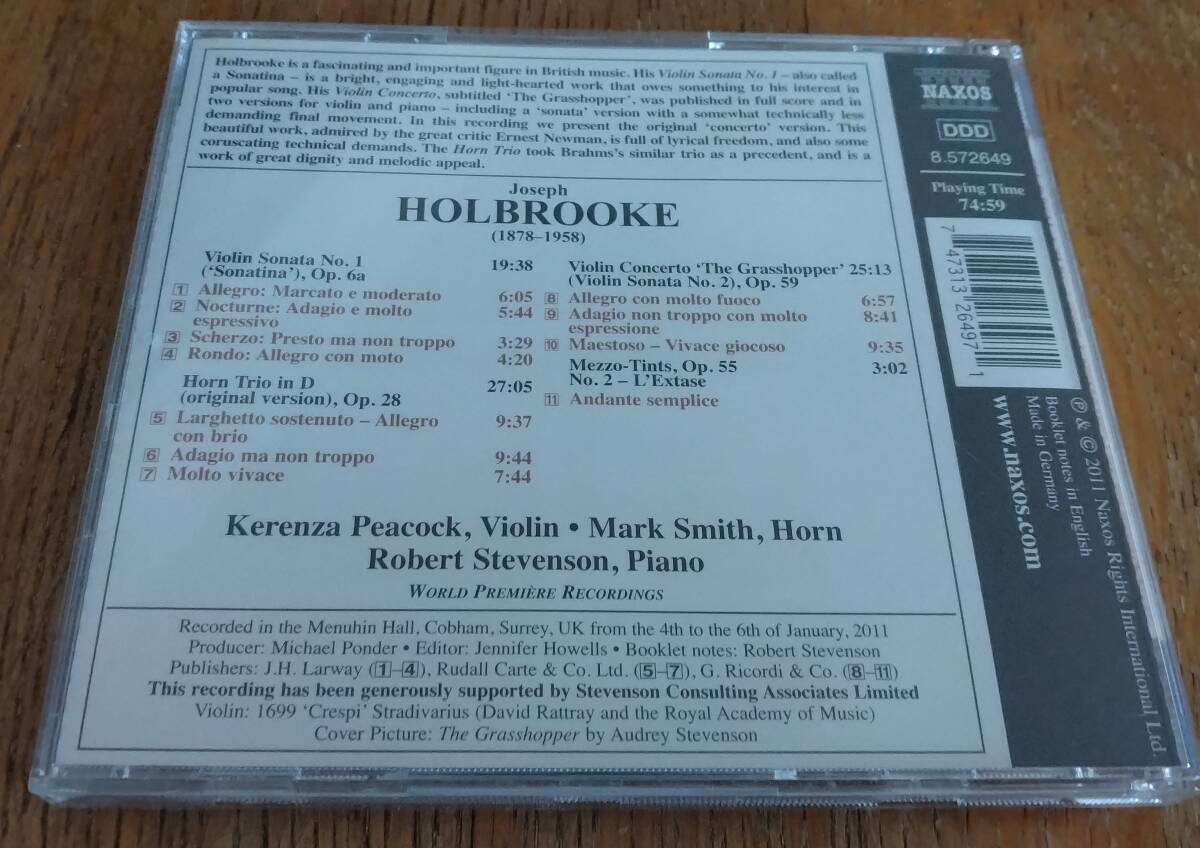 Holbrooke is a fascinating and important figure in British music. His Violin Sonata No. 1 – also called
a Sonatina – is a bright, engaging and light-hearted work that owes something to his interest in
popular song. His Violin Concerto, subtitled ‘The Grasshopper’, was published in full score and in
two versions for violin and piano – including a ‘sonata’ version with a somewhat technically less
demanding final movement. In this recording we present the original ‘concerto’ version. This
beautiful work, admired by the great critic Ernest Newman, is full of lyrical freedom, and also some
coruscating technical demands. The Horn Trio took Brahms’s similar trio as a precedent, and is a
work of great dignity and melodic appeal.
Joseph
HOLBROOKE
(1878–1958)
Violin Sonata No. 1
(‘Sonatina’), Op. 6a 19:38
1 Allegro: Marcato e moderato 6:05
2 Nocturne: Adagio e molto 5:44
espressivo
3 Scherzo: Presto ma non troppo 3:29
4 Rondo: Allegro con moto 4:20
Horn Trio in D 27:05
(original version), Op. 28
5 Larghetto sostenuto – Allegro 9:37
con brio
6 Adagio ma non troppo 9:44
7 Molto vivace 7:44
Violin Concerto ‘The Grasshopper’ 25:13
(Violin Sonata No. 2), Op. 59
8 Allegro con molto fuoco 6:57
9 Adagio non troppo con molto 8:41
espressione
10 Maestoso – Vivace giocoso 9:35
Mezzo-Tints, Op. 55 3:02
No. 2 – L’Extase
11 Andante semplice
Kerenza Peacock, Violin • Mark Smith, Horn
Robert Stevenson, Piano
WORLD PREMIÈRE RECORDINGS
Recorded in the Menuhin Hall, Cobham, Surrey, UK from the 4th to the 6th of January, 2011
Producer: Michael Ponder • Editor: Jennifer Howells • Booklet notes: Robert Stevenson
Publishers: J.H. Larway (1–4), Rudall Carte & Co. Ltd. (5–7), G. Ricordi & Co. (8–11)
This recording has been generously supported by Stevenson Consulting Associates Limited
Violin: 1699 ‘Crespi’ Stradivarius (David Rattray and the Royal Academy of Music)
Cover Picture: The Grasshopper by Audrey Stevenson
NAXOS
DDD
8.572649
Playing Time
74:59
7 47313 26497 1
℗ & © 2011 Naxos Rights International Ltd.
Booklet notes in English
Made in Germany
www.naxos.com